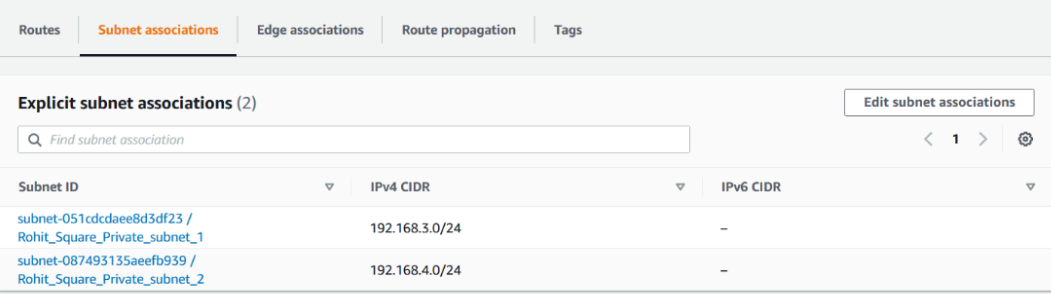 Routes Subnet associations Edge associations Route propagation Tags
Explicit subnet associations (2) Edit subnet associations
Find subnet association 1
Subnet ID IPv4 CIDR IPv6 CIDR
subnet-051cdcdaee8d3df23 /
Rohit_Square_Private_subnet_1 192.168.3.0/24 –
subnet-087493135aeefb939 /
Rohit_Square_Private_subnet_2 192.168.4.0/24 –